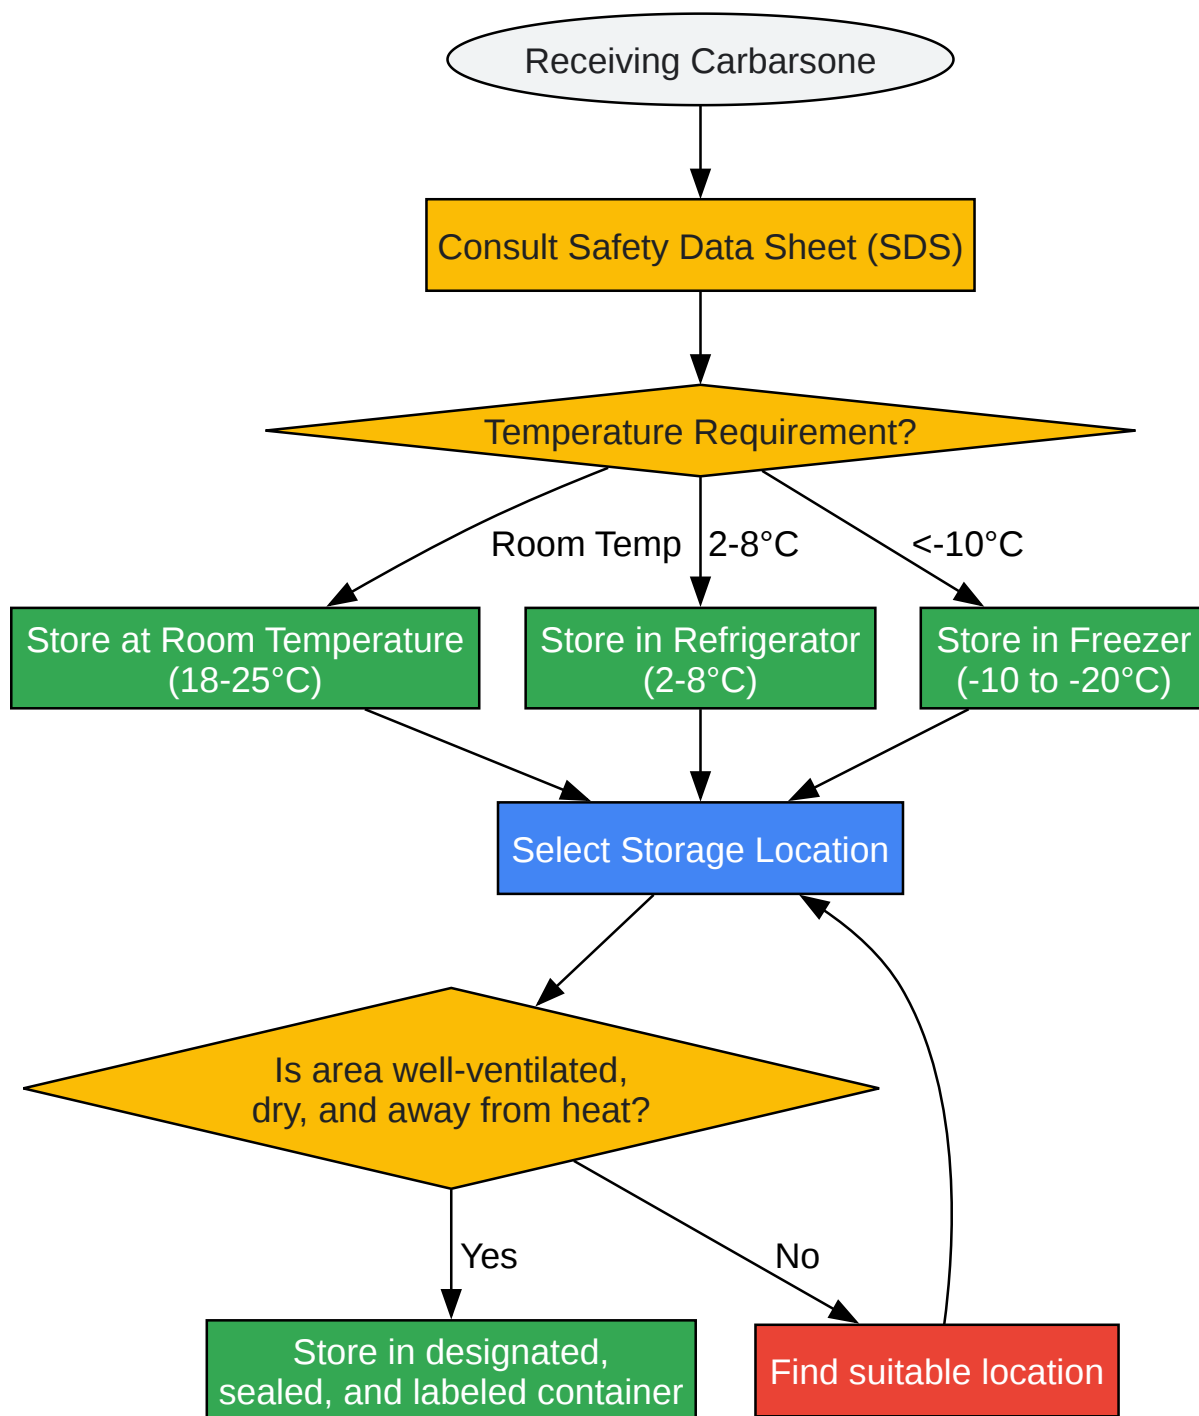 Receiving Carbarsone
Consult Safety Data Sheet (SDS)
Temperature Requirement?
Room Temp
2-8°C
<-10°C
Store at Room Temperature
(18-25°C)
Store in Refrigerator
(2-8°C)
Store in Freezer
(-10 to -20°C)
Select Storage Location
Is area well-ventilated,
dry, and away from heat?
Yes
No
Store in designated,
sealed, and labeled container
Find suitable location